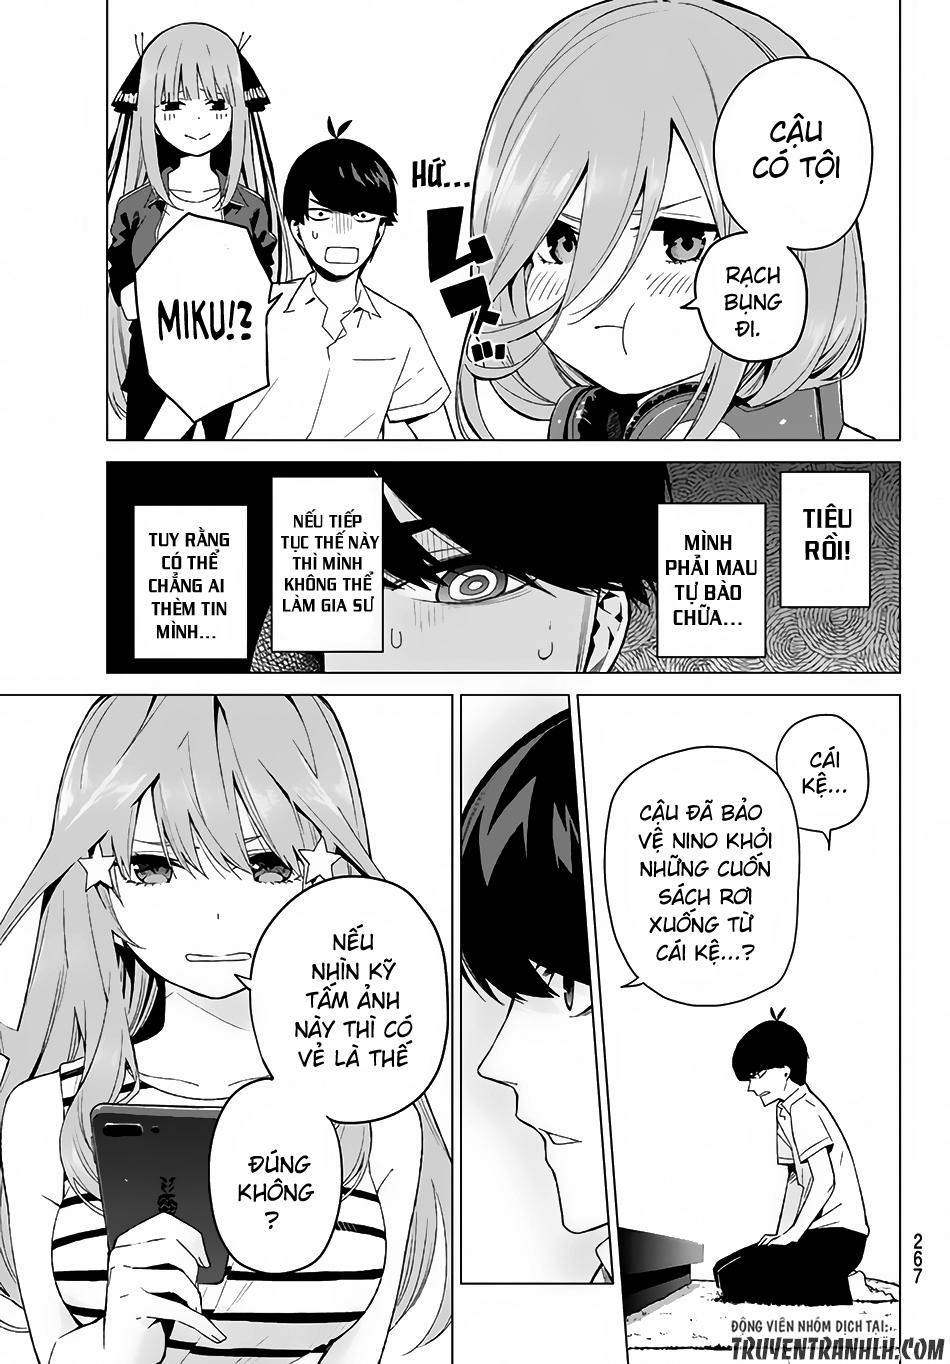 CẬU
CÓ TỘI
RẠCH
BỤNG
ĐI.
HỨ...
ムスッ
MIKU!?
TIÊU
RỒI!
MÌNH
PHẢI MAU
TỰ BÀO
CHỮA...
NẾU TIẾP
TỤC THẾ NÀY
THÌ MÌNH
KHÔNG THỂ
LÀM GIA SƯ
TUY RẰNG
CÓ THỂ
CHẲNG AI
THÈM TIN
MÌNH...
CÁI
KỆ...
CẬU ĐÃ BẢO
VỆ NINO KHỎI
NHỮNG CUỐN
SÁCH RƠI
XUỐNG TỪ
CÁI KỆ...?
NẾU
NHÌN KỸ
TẤM ẢNH
NÀY THÌ CÓ
VẺ LÀ THẾ
ĐÚNG
KHÔNG
?
267
ĐỘNG VIÊN NHÓM DỊCH TẠI:
TRUYENTRANHLH.COM